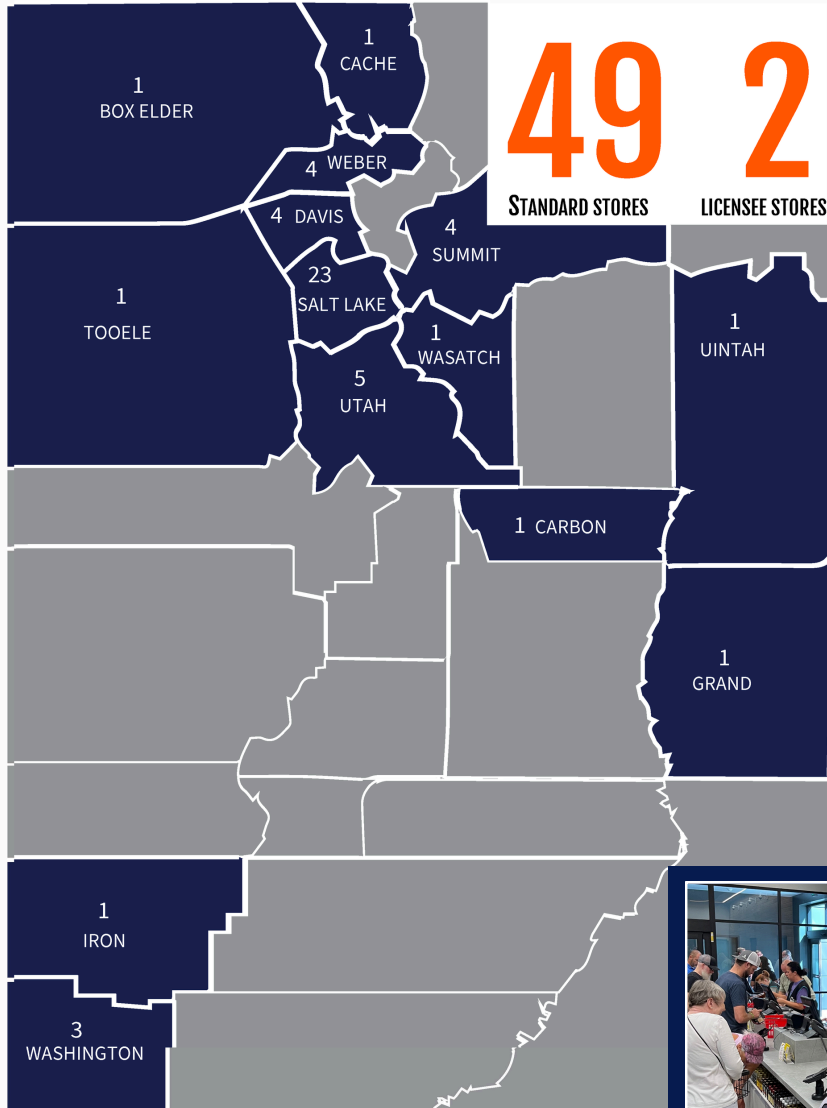 49
2
STANDARD STORES
LICENSEE STORES
1
CACHE
1
BOX ELDER
4 WEBER
4 DAVIS
4
SUMMIT
23
SALT LAKE
1
TOOELE
1
WASATCH
1
UINTAH
5
UTAH
1 CARBON
1
GRAND
1
IRON
3
WASHINGTON